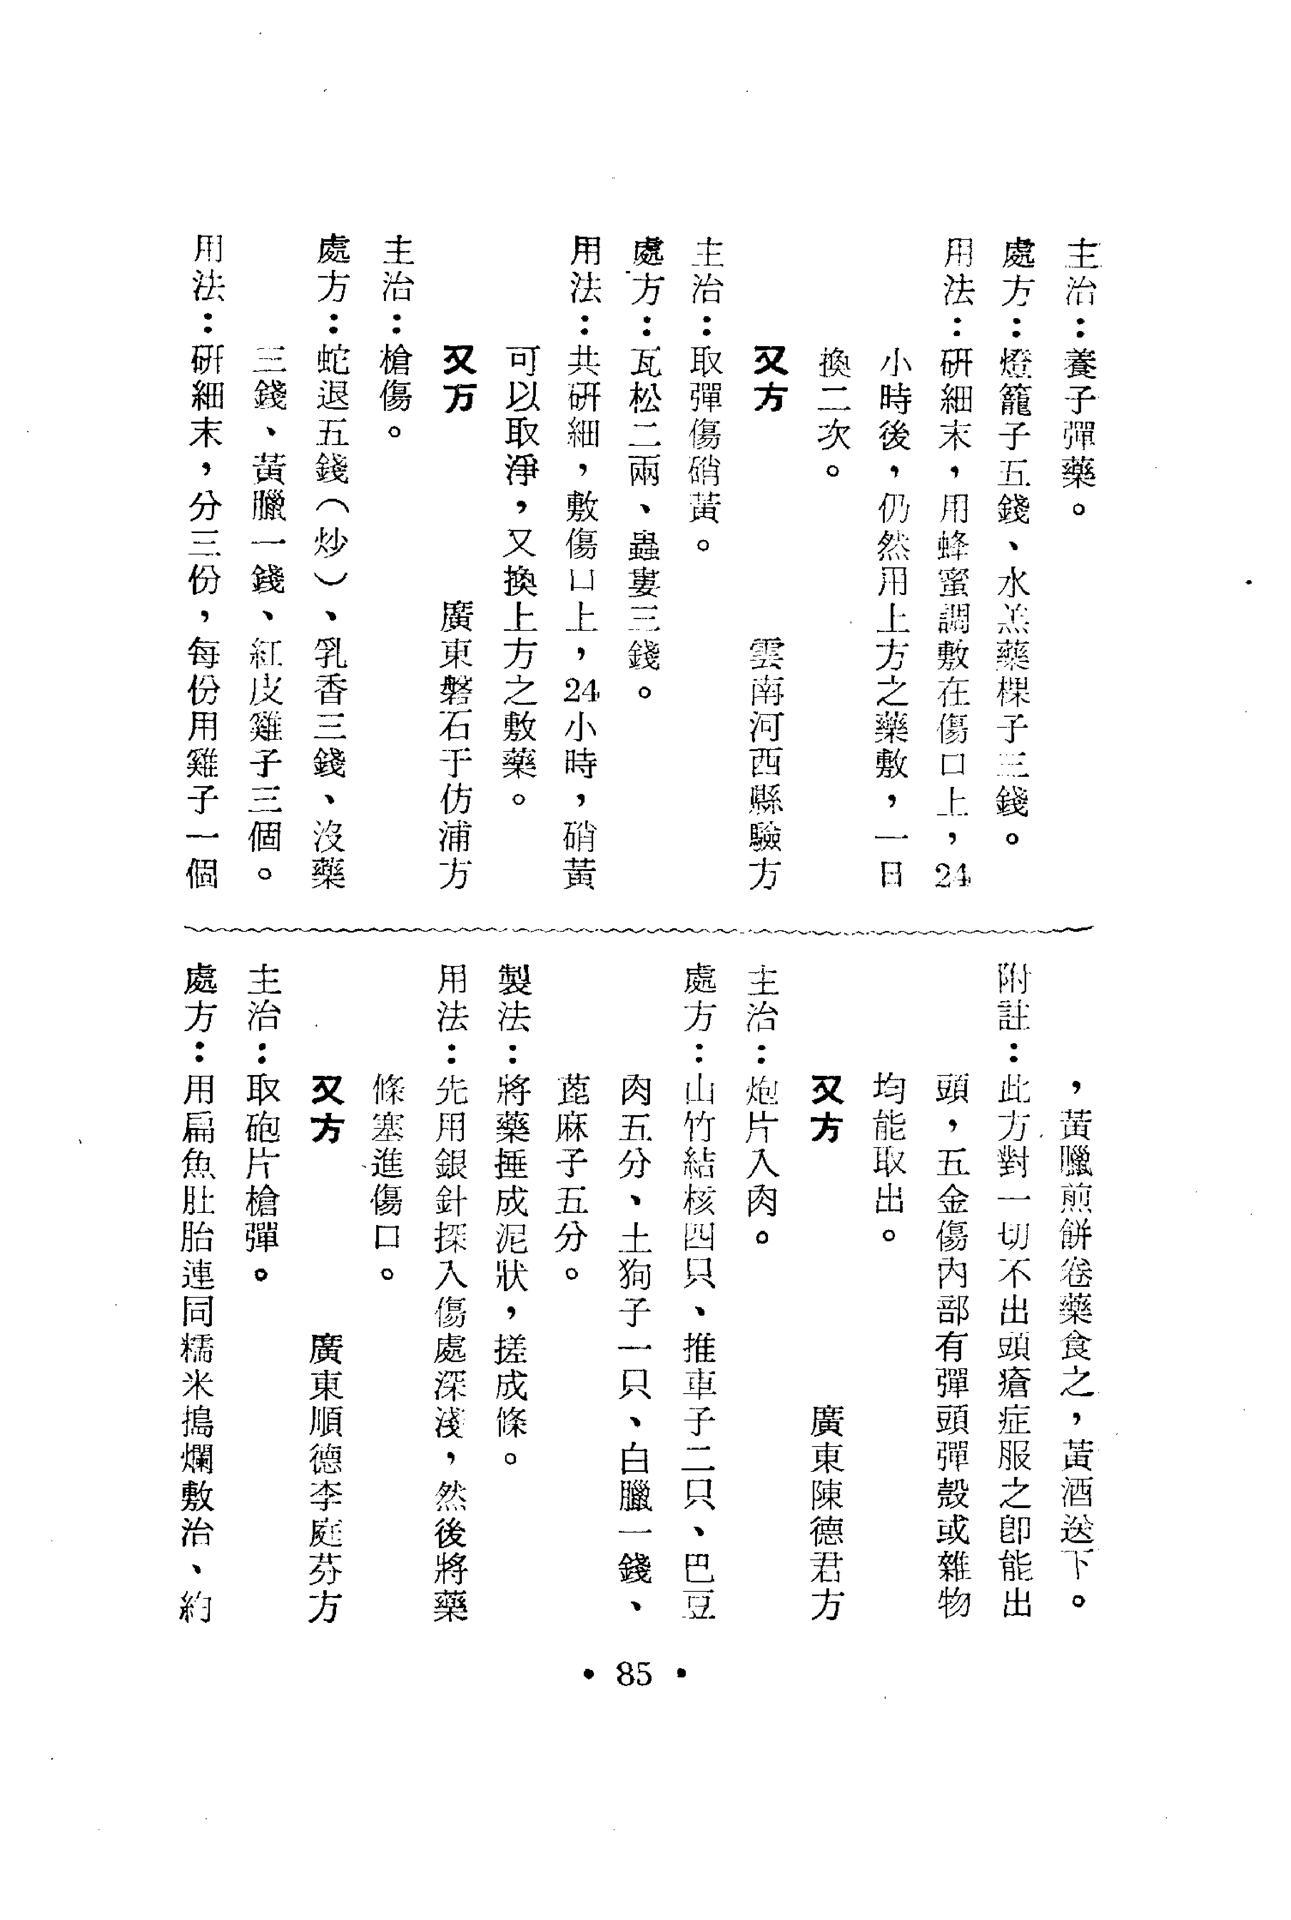 主治：養子彈藥。
處方：燈籠子五錢、水羔藥棵子三錢。
用法：研細末，用蜂蜜調敷在傷口上，24
小時後，仍然用上方之藥敷，一日
換二次。
又方　雲南河西縣驗方
主治：取彈傷硝黃。
處方：瓦松二兩、蟲婁三錢。
用法：共研細，敷傷口上，24小時，硝黃
可以取淨，又換上方之敷藥。
又方　廣東磐石于仿浦方
主治：槍傷。
處方：蛇退五錢（炒）、乳香三錢、沒藥
三錢、黃臘一錢、紅皮雞子三個。
用法：研細末，分三份，每份用雞子一個
，黃臘煎餅卷藥食之，黃酒送下。
附註：此方對一切不出頭瘡症服之卽能出
頭，五金傷內部有彈頭彈殼或雜物
均能取出。
又方　廣東陳德君方
主治：炮片入肉。
處方：山竹結核四只、推車子二只、巴豆
肉五分、土狗子一只、白臘一錢、
蓖麻子五分。
製法：將藥捶成泥狀，搓成條。
用法：先用銀針探入傷處深淺，然後將藥
條塞進傷口。
又方　廣東順德李庭芬方
主治：取砲片槍彈。
處方：用扁魚肚胎連同糯米搗爛敷治、約
• 85 •